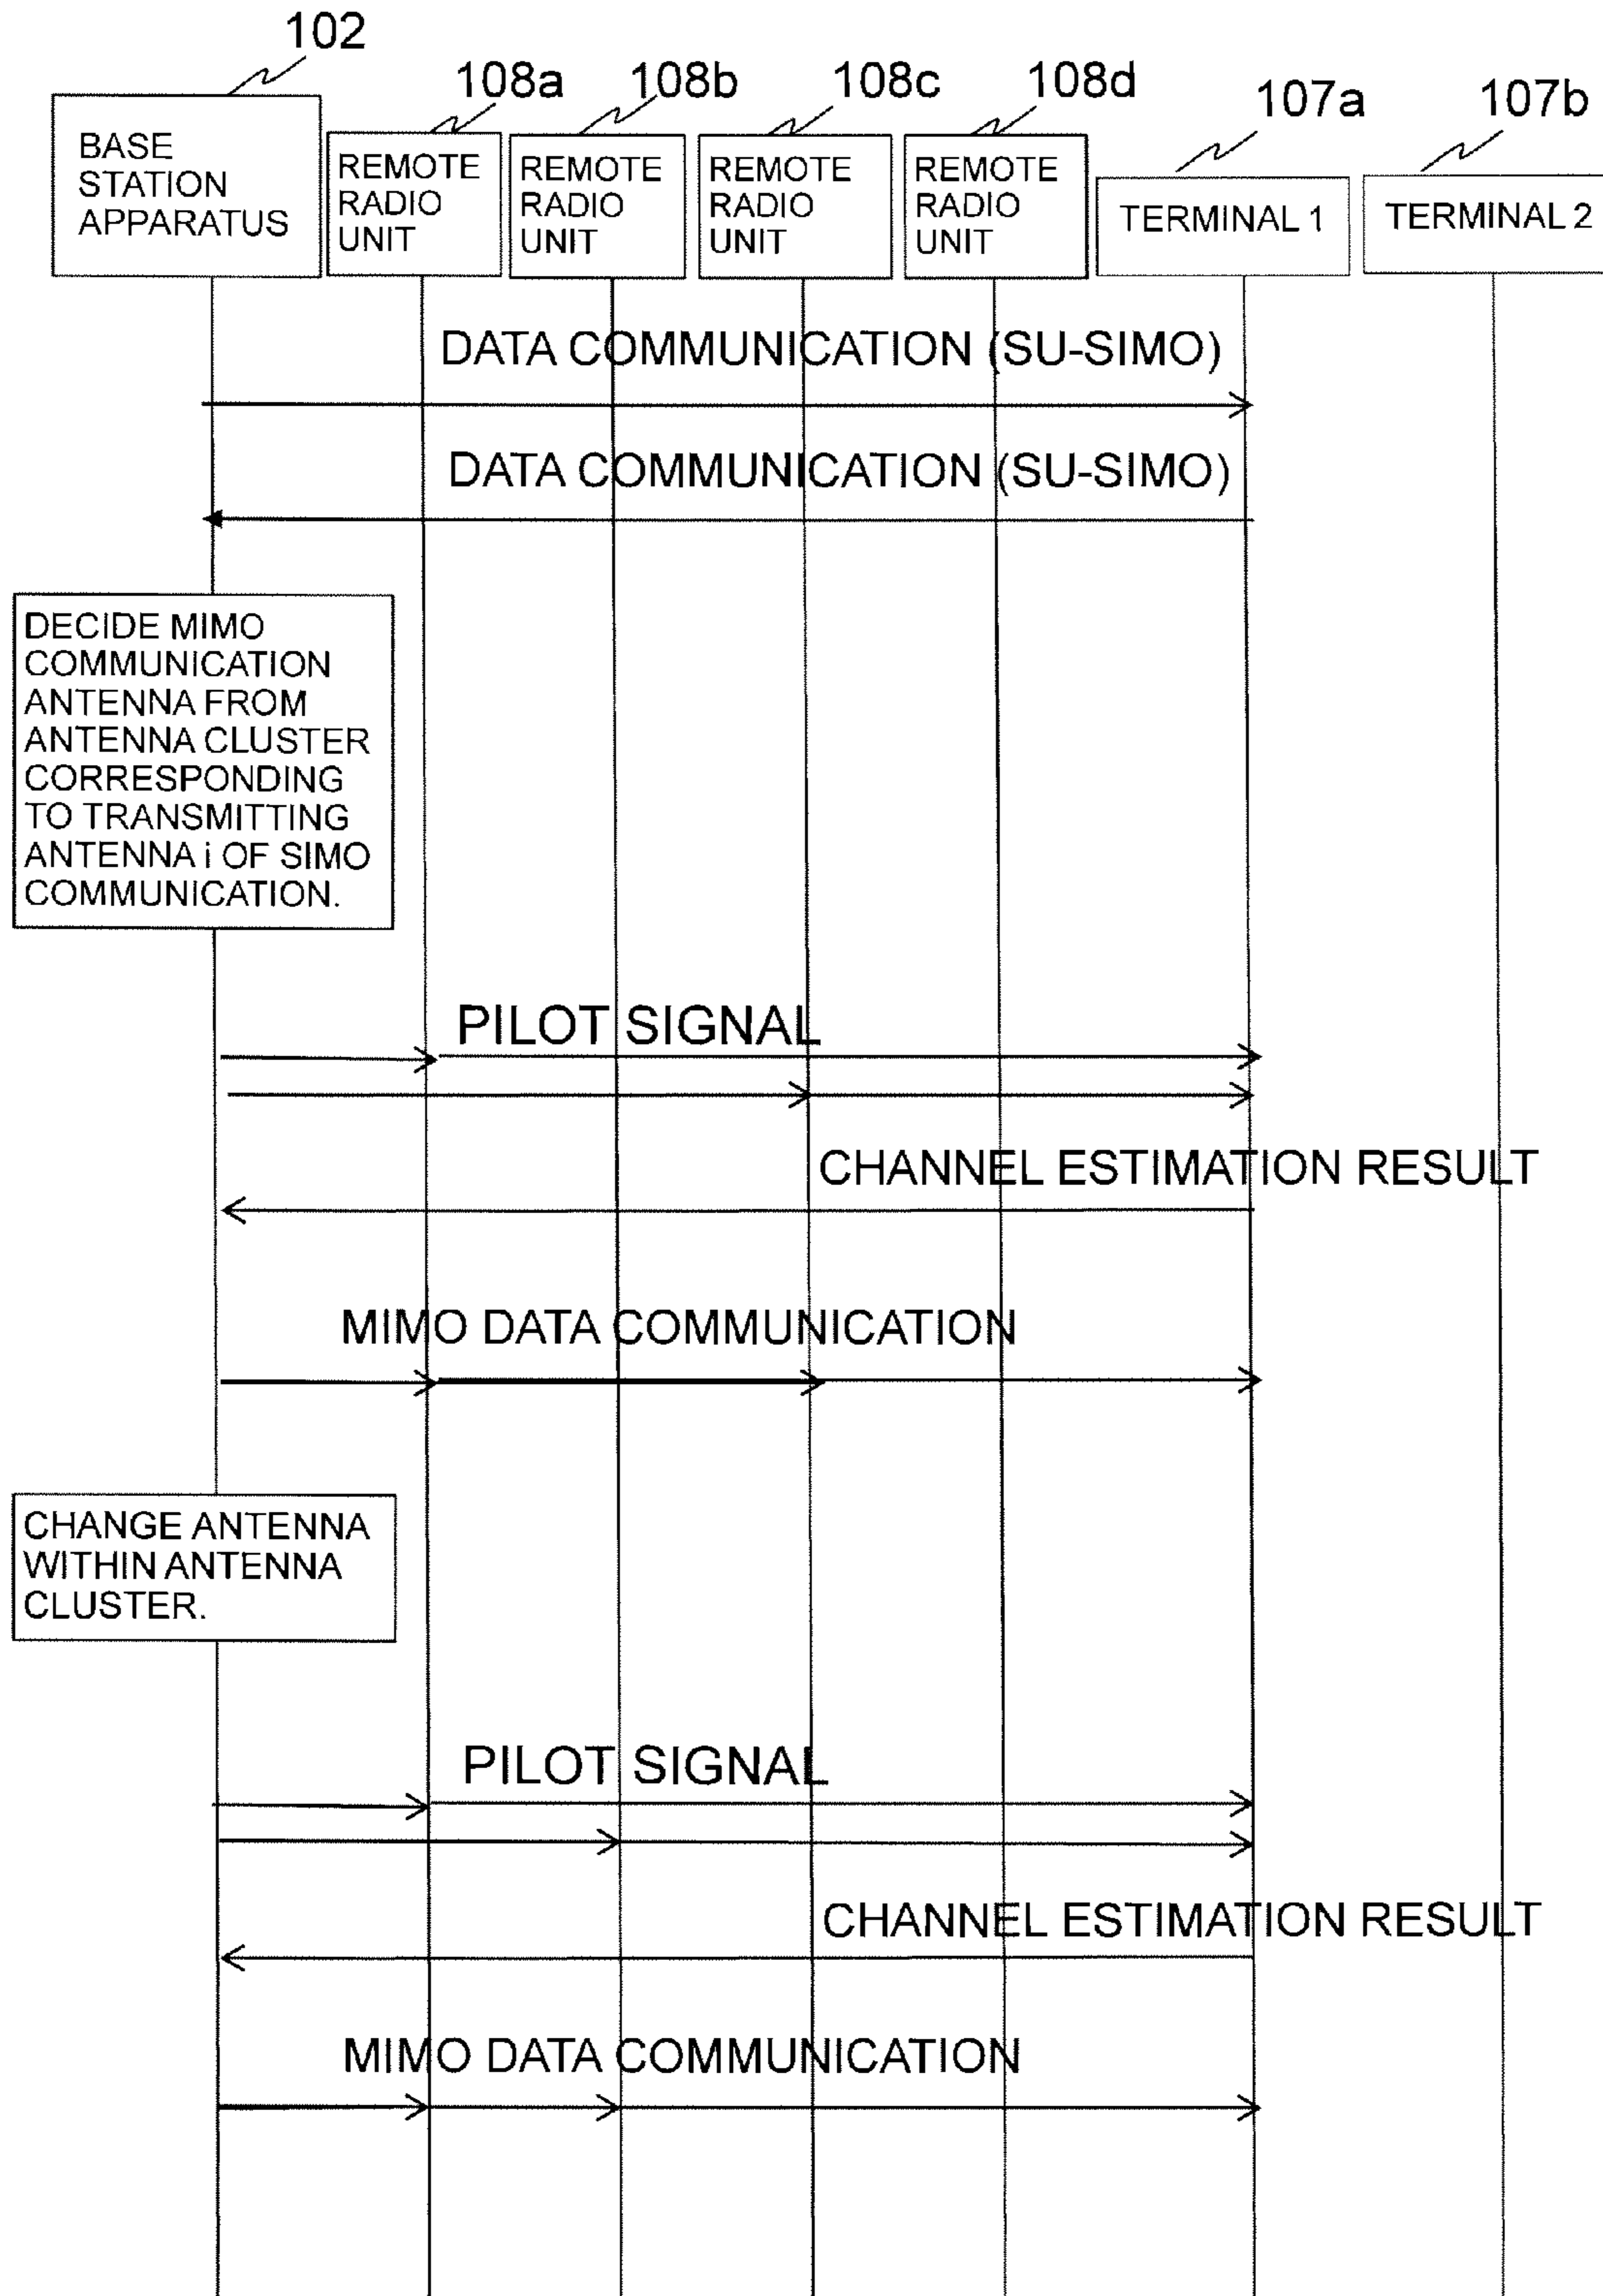 102
108a
108b
108c
108d
107a
107b
BASE
STATION
APPARATUS
REMOTE
RADIO
UNIT
REMOTE
RADIO
UNIT
REMOTE
RADIO
UNIT
REMOTE
RADIO
UNIT
TERMINAL 1
TERMINAL 2
DATA COMMUNICATION (SU-SIMO)
DATA COMMUNICATION (SU-SIMO)
DECIDE MIMO
COMMUNICATION
ANTENNA FROM
ANTENNA CLUSTER
CORRESPONDING
TO TRANSMITTING
ANTENNA i OF SIMO
COMMUNICATION.
PILOT SIGNAL
CHANNEL ESTIMATION RESULT
MIMO DATA COMMUNICATION
CHANGE ANTENNA
WITHIN ANTENNA
CLUSTER.
PILOT SIGNAL
CHANNEL ESTIMATION RESULT
MIMO DATA COMMUNICATION